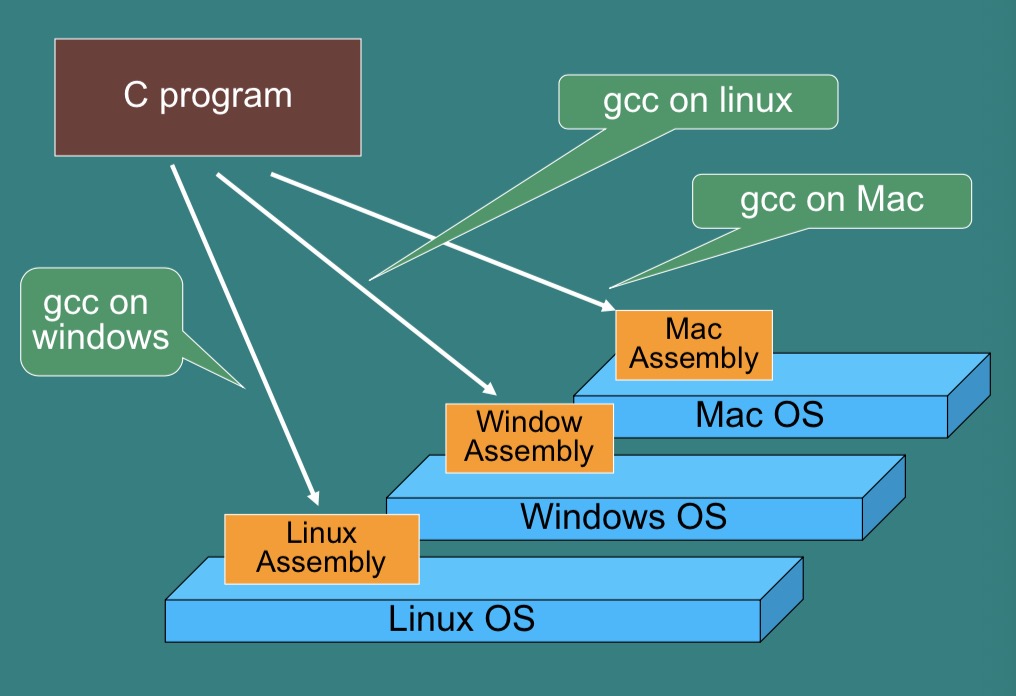 C program
gcc on linux
gcc on Mac
gcc on
windows
Mac
Assembly
Mac OS
Window
Assembly
Windows OS
Linux
Assembly
Linux OS